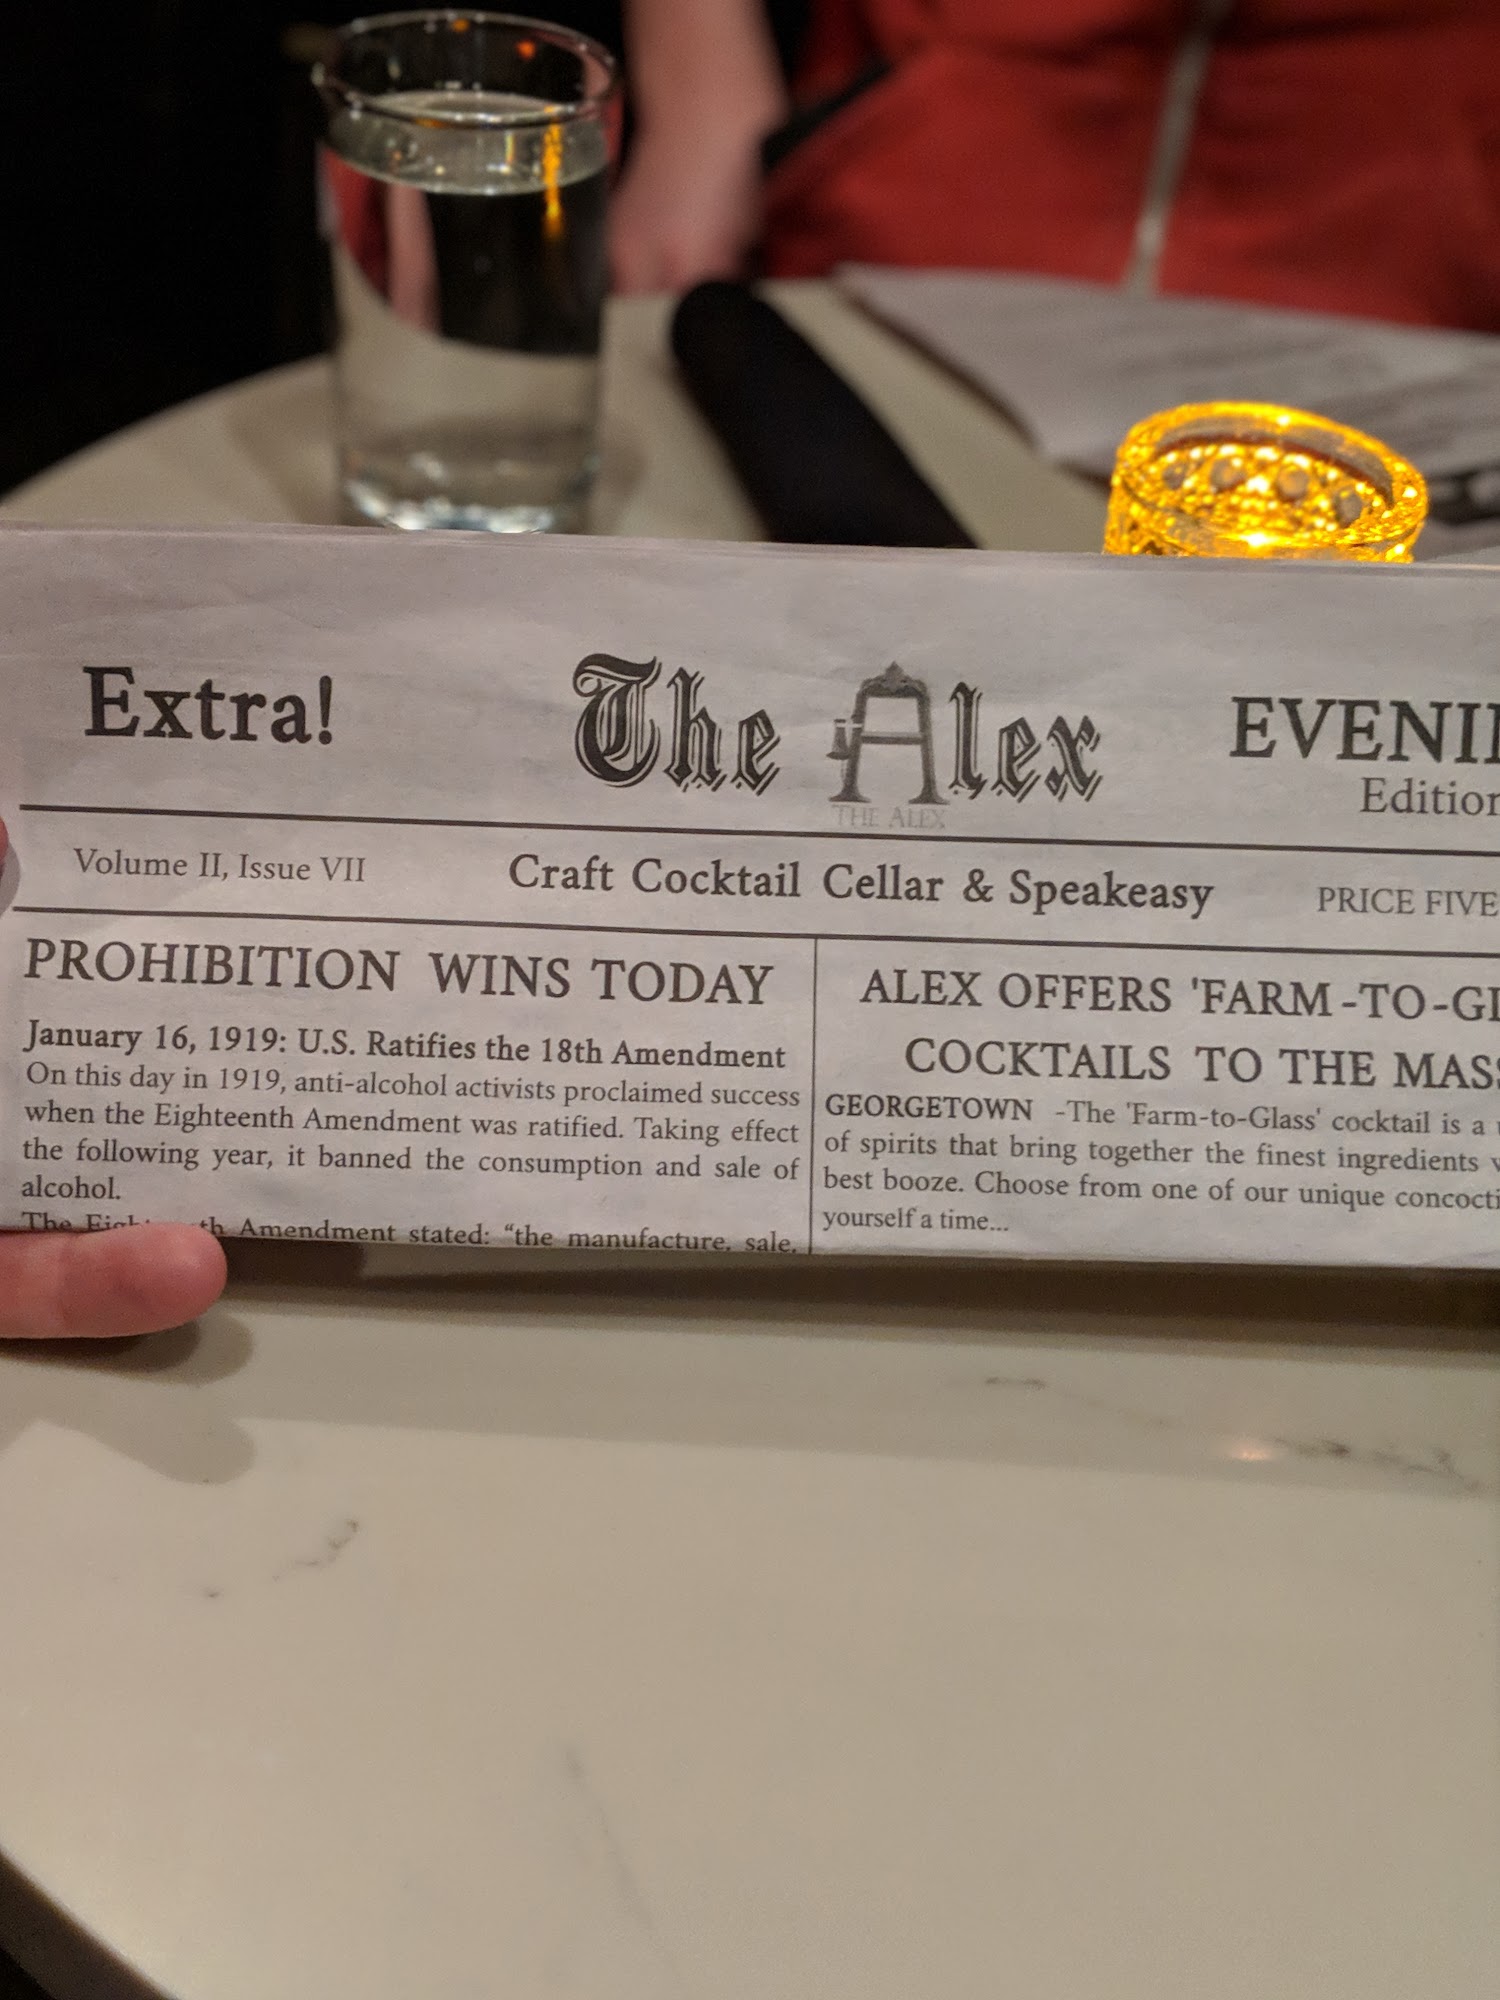 Extra!
The Alex
THE ALEX
EVENI
Edition
Volume II, Issue VII
Craft Cocktail Cellar & Speakeasy
PRICE FIVE
PROHIBITION WINS TODAY
January 16, 1919: U.S. Ratifies the 18th Amendment
On this day in 1919, anti-alcohol activists proclaimed success
when the Eighteenth Amendment was ratified. Taking effect
the following year, it banned the consumption and sale of
alcohol.
The th Amendment stated: “the manufacture, sale,
ALEX OFFERS 'FARM-TO-GL
COCKTAILS TO THE MASS
GEORGETOWN -The 'Farm-to-Glass' cocktail is a
of spirits that bring together the finest ingredients
best booze. Choose from one of our unique concocti
yourself a time...